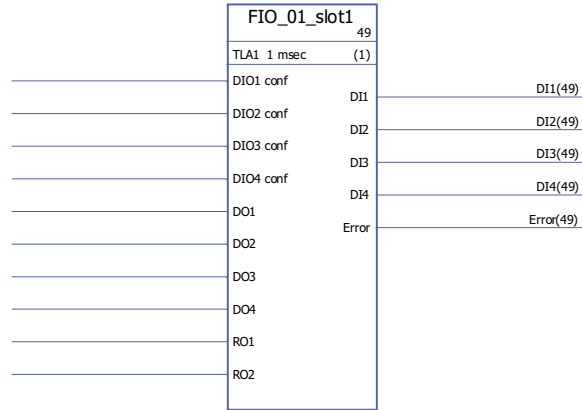 FIO_01_slot1
49
TLA1 1 msec (1)
DIO1 conf
DI1 DI1(49)
DIO2 conf
DI2 DI2(49)
DIO3 conf
DI3 DI3(49)
DIO4 conf
DI4 DI4(49)
DO1
Error Error(49)
DO2
DO3
DO4
RO1
RO2